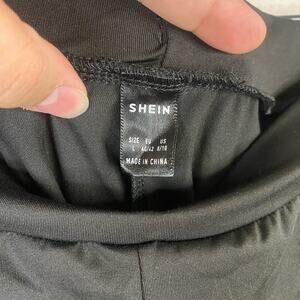 SHEIN
SIZE EU US
L 40/42 8/10
MADE IN CHINA